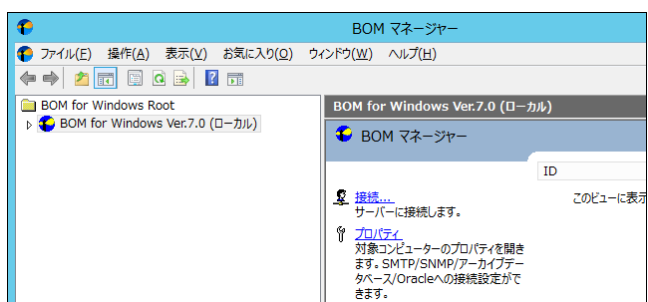 BOM マネージャー
ファイル(F) 操作(A) 表示(V) お気に入り(O) ウィンドウ(W) ヘルプ(H)
BOM for Windows Root
BOM for Windows Ver.7.0 (ローカル)
BOM for Windows Ver.7.0 (ローカル)
BOM マネージャー
ID
接続...
サーバーに接続します。
このビューに表示
プロパティ
対象コンピューターのプロパティを開き
ます。SMTP/SNMP/アーカイブデー
タベース/Oracleへの接続設定がで
きます。